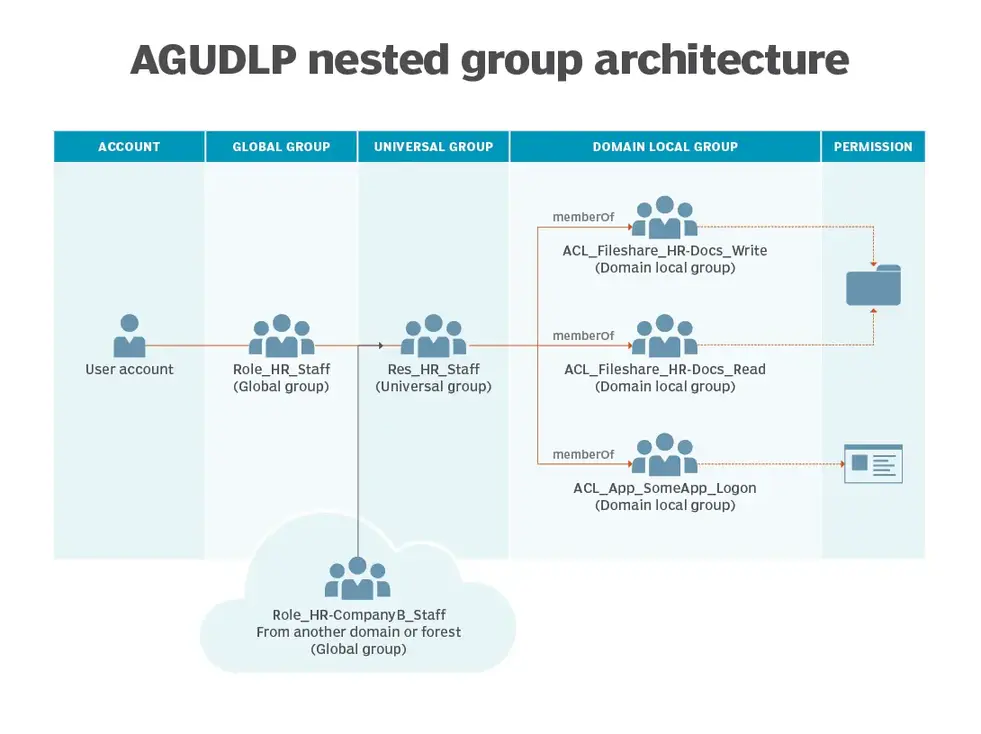 AGUDLP nested group architecture
ACCOUNT
GLOBAL GROUP
UNIVERSAL GROUP
DOMAIN LOCAL GROUP
PERMISSION
memberOf
ACL_Fileshare_HR-Docs_Write
(Domain local group)
memberOf
User account
Role_HR_Staff
(Global group)
Res_HR_Staff
(Universal group)
ACL_Fileshare_HR-Docs_Read
(Domain local group)
memberOf
ACL_App_SomeApp_Logon
(Domain local group)
Role_HR-CompanyB_Staff
From another domain or forest
(Global group)